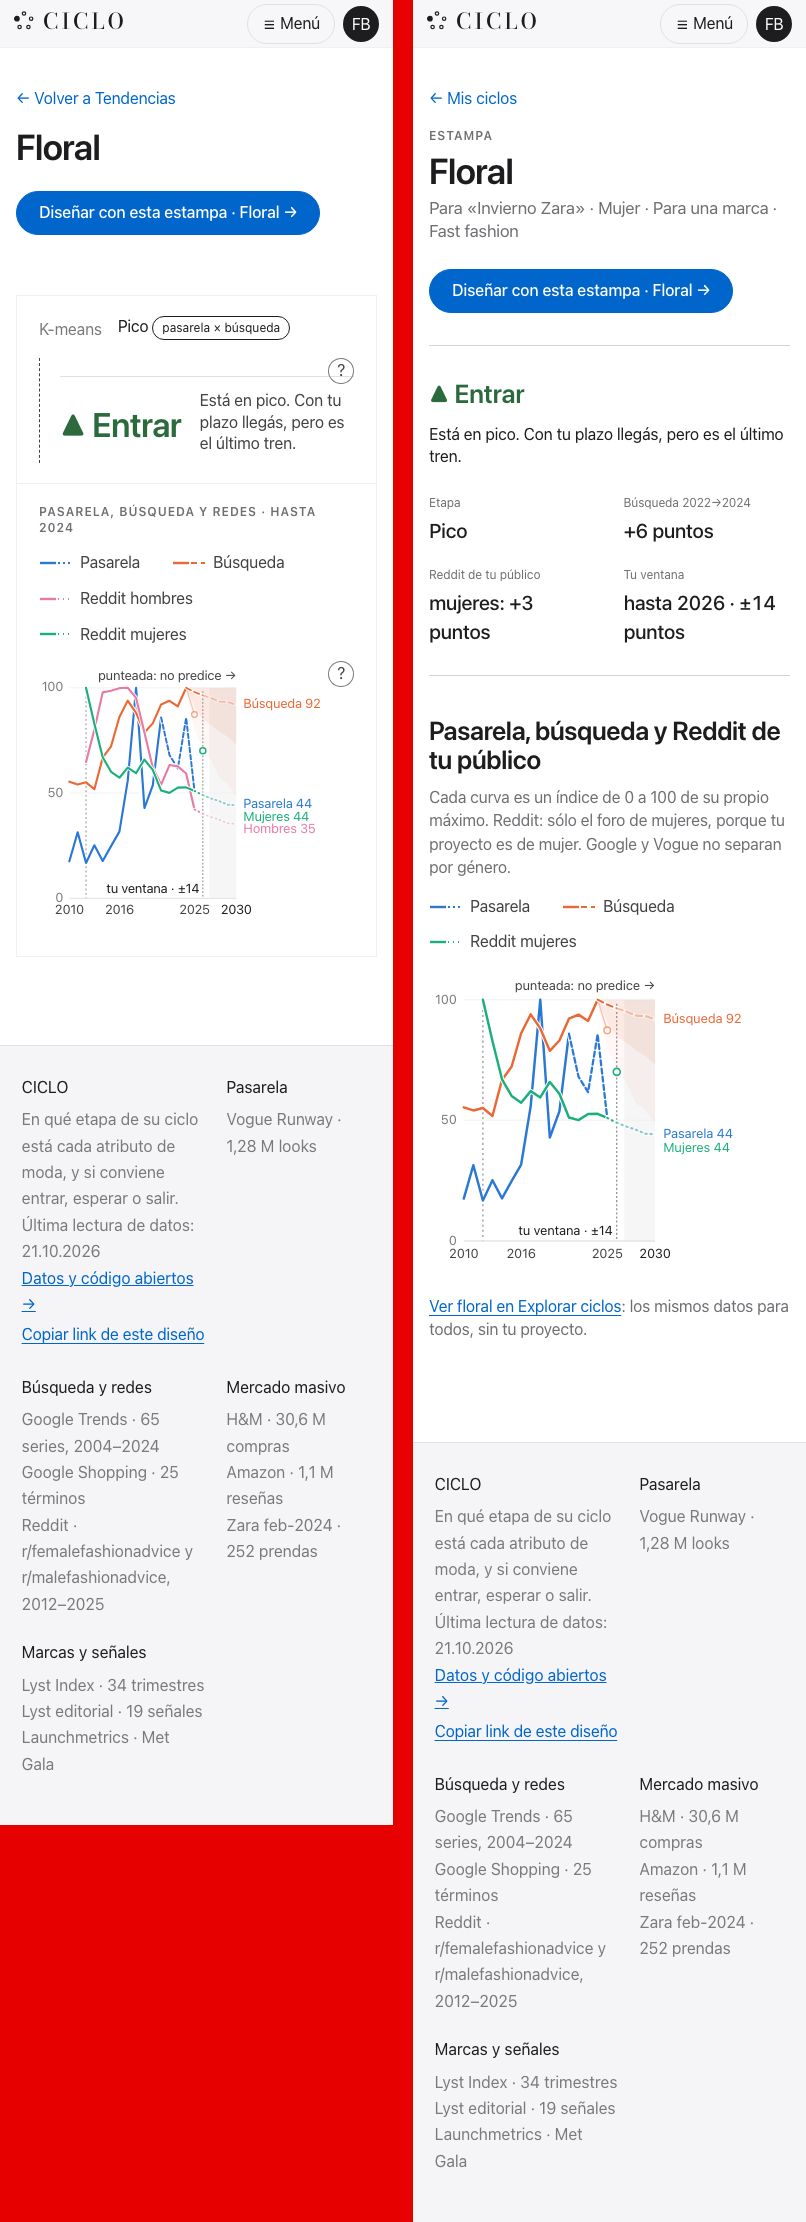 CICLO
≡ Menú
FB
← Volver a Tendencias
Floral
Diseñar con esta estampa · Floral →
K-means
Pico
pasarela × búsqueda
?
▲ Entrar
Está en pico. Con tu
plazo llegás, pero es
el último tren.
PASARELA, BÚSQUEDA Y REDES · HASTA
2024
Pasarela
Búsqueda
Reddit hombres
Reddit mujeres
?
punteada: no predice →
100
Búsqueda 92
50
Pasarela 44
Mujeres 44
Hombres 35
tu ventana · ±14
0
2010
2016
2025
2030
CICLO
En qué etapa de su ciclo
está cada atributo de
moda, y si conviene
entrar, esperar o salir.
Última lectura de datos:
21.10.2026
Datos y código abiertos
→
Copiar link de este diseño
Pasarela
Vogue Runway ·
1,28 M looks
Búsqueda y redes
Google Trends · 65
series, 2004–2024
Google Shopping · 25
términos
Reddit ·
r/femalefashionadvice y
r/malefashionadvice,
2012–2025
Mercado masivo
H&M · 30,6 M
compras
Amazon · 1,1 M
reseñas
Zara feb-2024 ·
252 prendas
Marcas y señales
Lyst Index · 34 trimestres
Lyst editorial · 19 señales
Launchmetrics · Met
Gala
CICLO
≡ Menú
FB
← Mis ciclos
ESTAMPA
Floral
Para «Invierno Zara» · Mujer · Para una marca ·
Fast fashion
Diseñar con esta estampa · Floral →
▲ Entrar
Está en pico. Con tu plazo llegás, pero es el último
tren.
Etapa
Pico
Búsqueda 2022→2024
+6 puntos
Reddit de tu público
mujeres: +3
puntos
Tu ventana
hasta 2026 · ±14
puntos
Pasarela, búsqueda y Reddit de
tu público
Cada curva es un índice de 0 a 100 de su propio
máximo. Reddit: sólo el foro de mujeres, porque tu
proyecto es de mujer. Google y Vogue no separan
por género.
Pasarela
Búsqueda
Reddit mujeres
punteada: no predice →
100
Búsqueda 92
50
Pasarela 44
Mujeres 44
tu ventana · ±14
0
2010
2016
2025
2030
Ver floral en Explorar ciclos: los mismos datos para
todos, sin tu proyecto.
CICLO
En qué etapa de su ciclo
está cada atributo de
moda, y si conviene
entrar, esperar o salir.
Última lectura de datos:
21.10.2026
Datos y código abiertos
→
Copiar link de este diseño
Pasarela
Vogue Runway ·
1,28 M looks
Búsqueda y redes
Google Trends · 65
series, 2004–2024
Google Shopping · 25
términos
Reddit ·
r/femalefashionadvice y
r/malefashionadvice,
2012–2025
Mercado masivo
H&M · 30,6 M
compras
Amazon · 1,1 M
reseñas
Zara feb-2024 ·
252 prendas
Marcas y señales
Lyst Index · 34 trimestres
Lyst editorial · 19 señales
Launchmetrics · Met
Gala